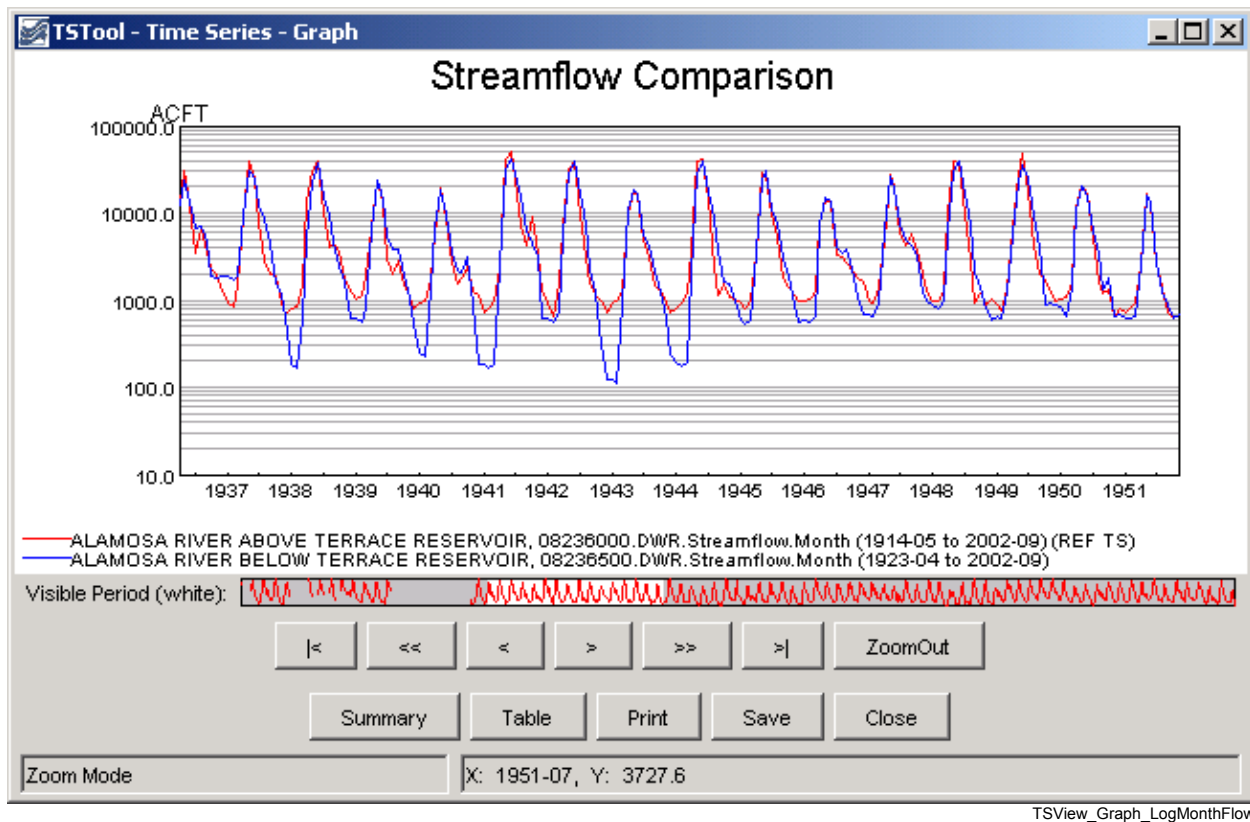 TSTool - Time Series - Graph
Streamflow Comparison
ACFT
100000.0
10000.0
1000.0
100.0
10.0
1937 1938 1939 1940 1941 1942 1943 1944 1945 1946 1947 1948 1949 1950 1951
ALAMOSA RIVER ABOVE TERRACE RESERVOIR, 08236000.DWR.Streamflow.Month (1914-05 to 2002-09) (REF TS)
ALAMOSA RIVER BELOW TERRACE RESERVOIR, 08236500.DWR.Streamflow.Month (1923-04 to 2002-09)
Visible Period (white):
|< << < > >> >| ZoomOut
Summary Table Print Save Close
Zoom Mode X: 1951-07, Y: 3727.6
TSView_Graph_LogMonthFlow